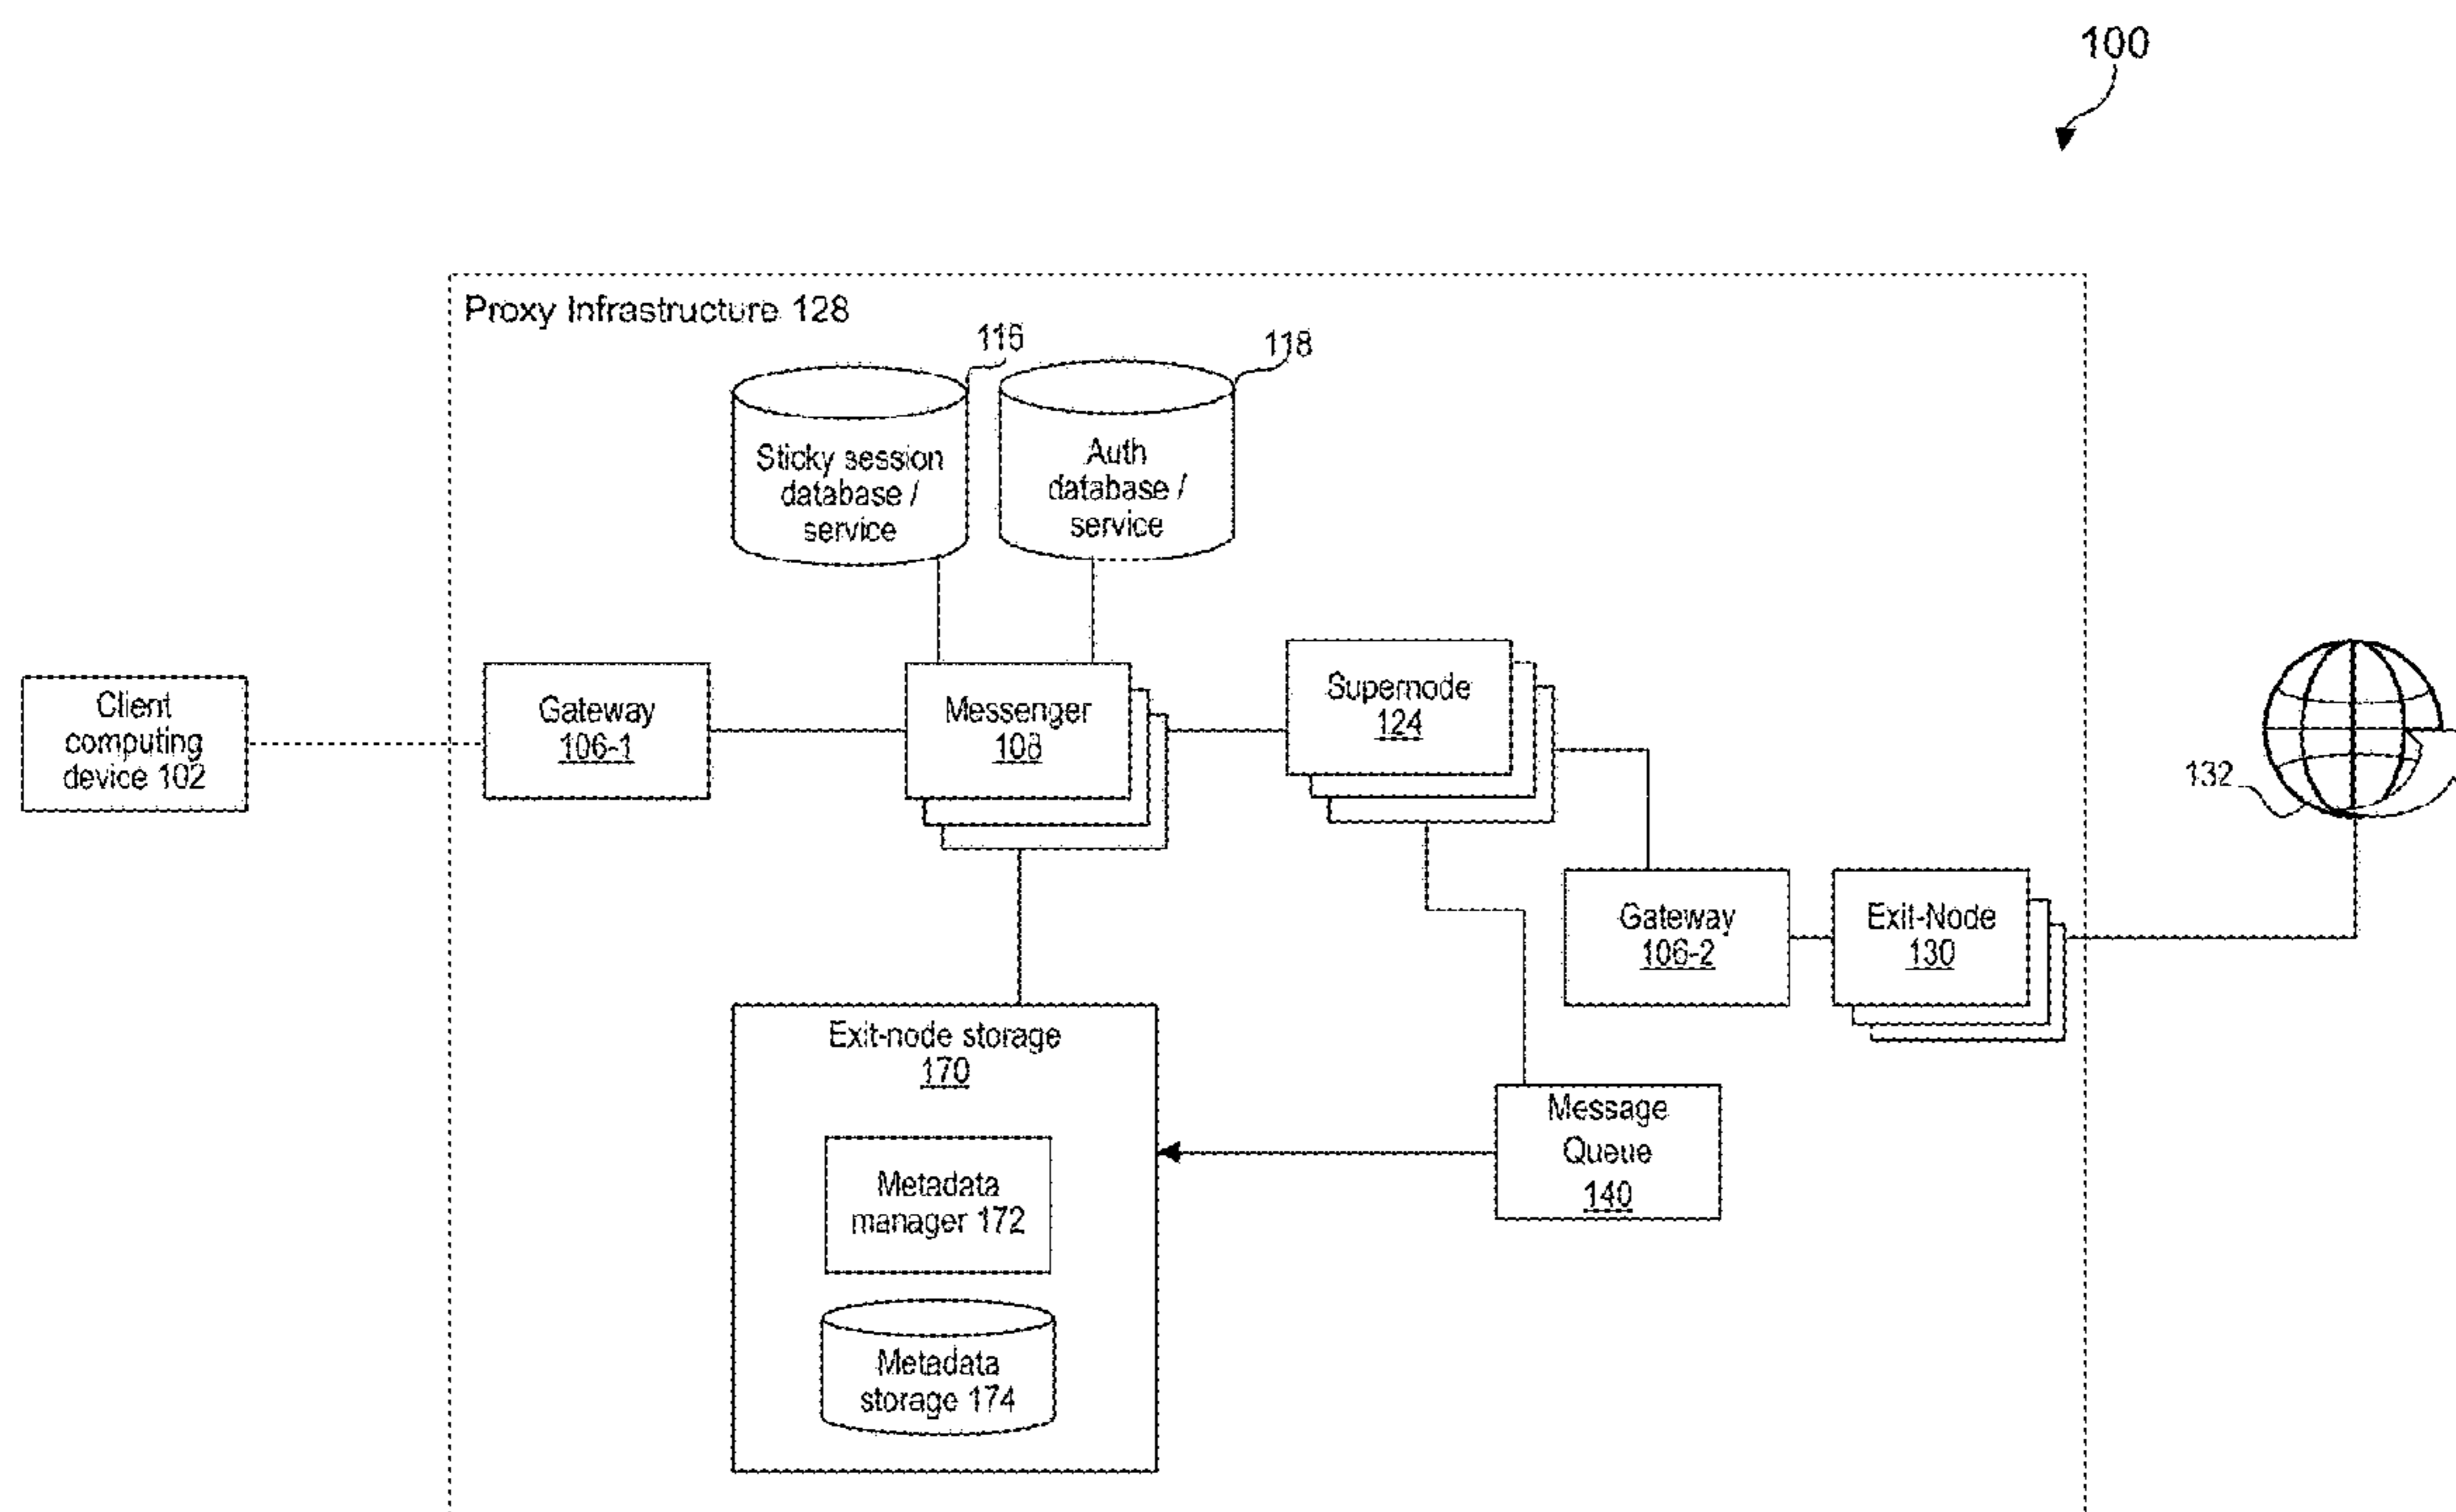 100
Proxy Infrastructure 128
116
118
Sticky session
database /
service
Auth
database /
service
Client
computing
device 102
Gateway
106-1
Messenger
108
Supernode
124
132
Gateway
106-2
Exit-Node
130
Exit-node storage
170
Metadata
manager 172
Metadata
storage 174
Message
Queue
140